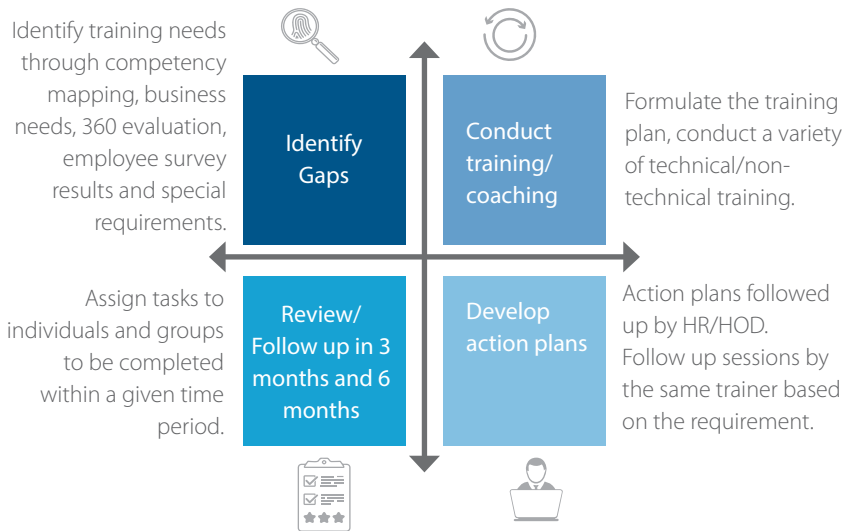 Identify training needs
through competency
mapping, business
needs, 360 evaluation,
employee survey
results and special
requirements.
Identify
Gaps
Conduct
training/
coaching
Formulate the training
plan, conduct a variety
of technical/non-
technical training.
Assign tasks to
individuals and groups
to be completed
within a given time
period.
Review/
Follow up in 3
months and 6
months
Develop
action plans
Action plans followed
up by HR/HOD.
Follow up sessions by
the same trainer based
on the requirement.